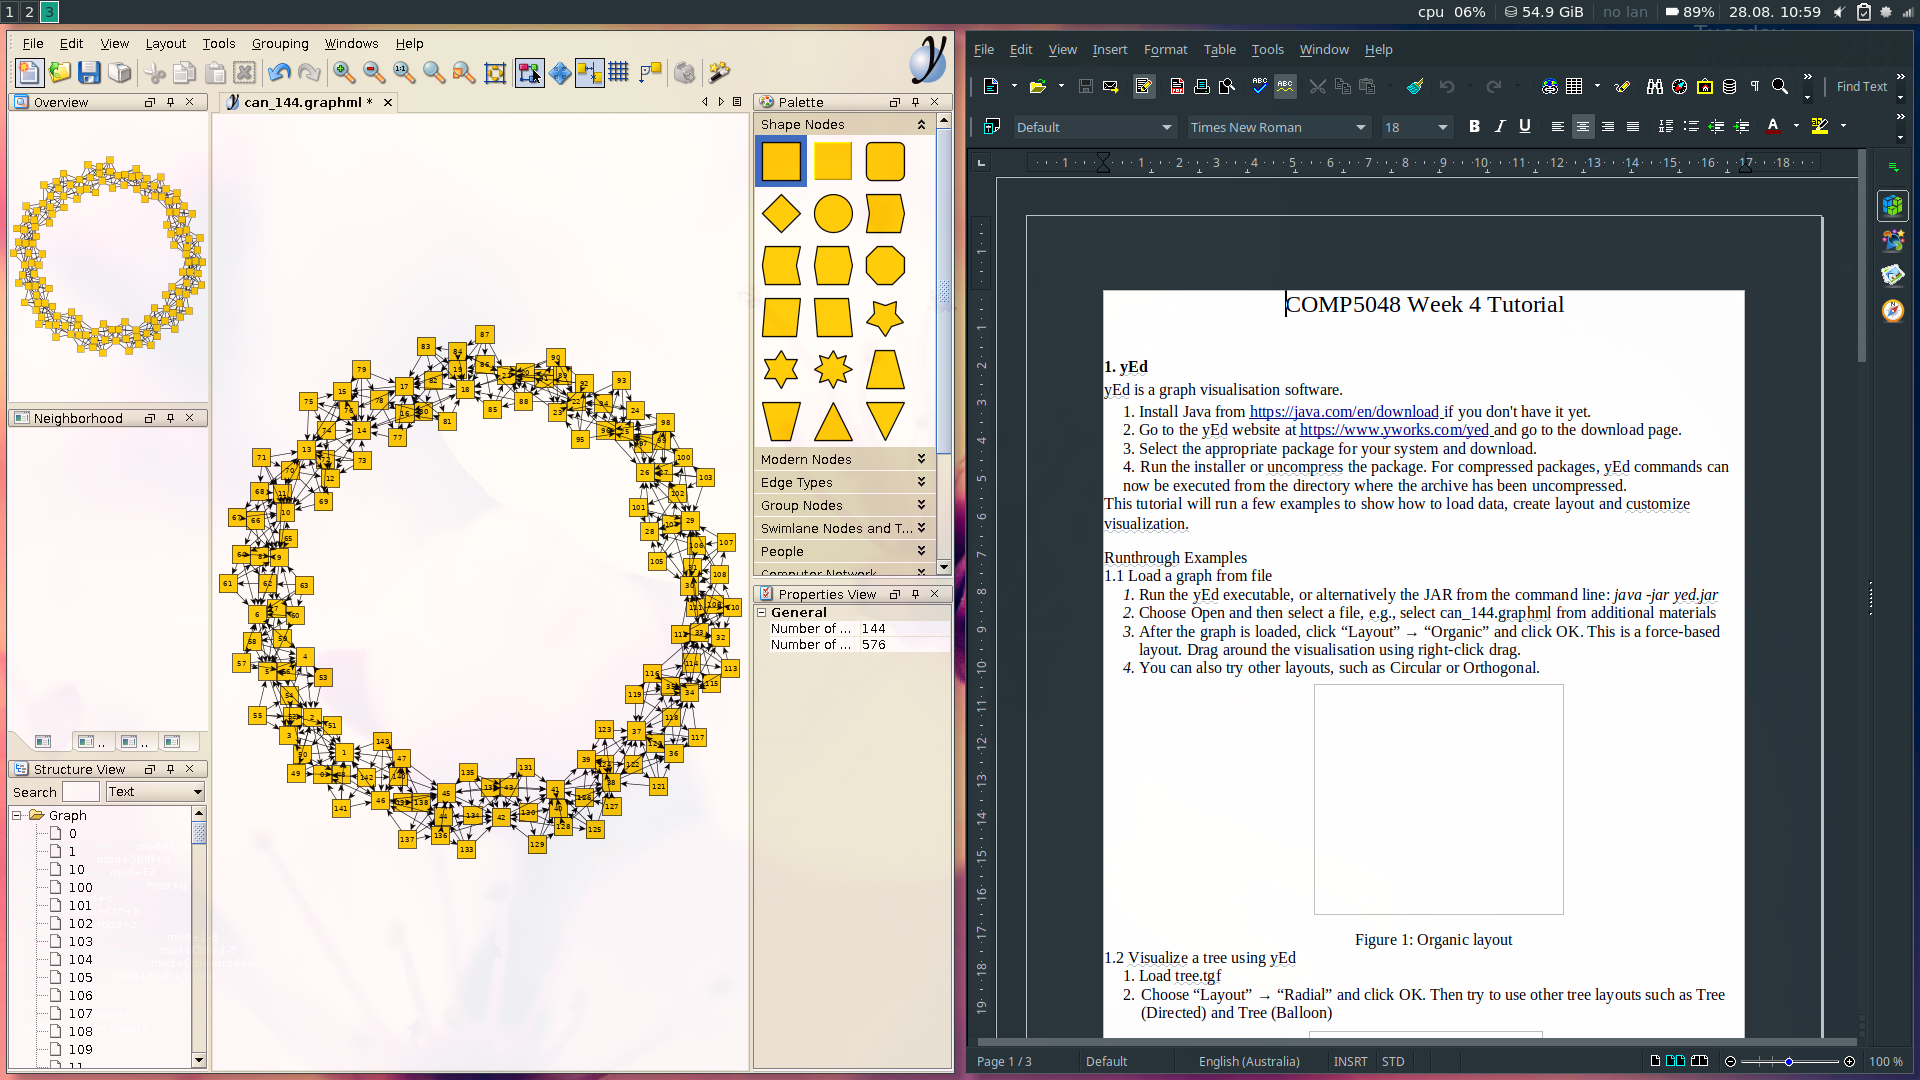 1 2 3
cpu 06% 54.9 GiB no lan 89% 28.08. 10:59
File Edit View Layout Tools Grouping Windows Help
Overview
can_144.graphml *
Palette
Shape Nodes
Modern Nodes
Edge Types
Group Nodes
Swimlane Nodes and T...
People
Computer Network
Neighborhood
Structure View
Search Text
Graph
0
1
10
100
101
102
103
104
105
106
107
108
109
11
Properties View
General
Number of ... 144
Number of ... 576
File Edit View Insert Format Table Tools Window Help
Find Text
Default Times New Roman 18
COMP5048 Week 4 Tutorial
1. yEd
yEd is a graph visualisation software.
1. Install Java from https://java.com/en/download if you don't have it yet.
2. Go to the yEd website at https://www.yworks.com/yed and go to the download page.
3. Select the appropriate package for your system and download.
4. Run the installer or uncompress the package. For compressed packages, yEd commands can
now be executed from the directory where the archive has been uncompressed.
This tutorial will run a few examples to show how to load data, create layout and customize
visualization.
Runthrough Examples
1.1 Load a graph from file
1. Run the yEd executable, or alternatively the JAR from the command line: java -jar yed.jar
2. Choose Open and then select a file, e.g., select can_144.graphml from additional materials
3. After the graph is loaded, click “Layout” → “Organic” and click OK. This is a force-based
layout. Drag around the visualisation using right-click drag.
4. You can also try other layouts, such as Circular or Orthogonal.
Figure 1: Organic layout
1.2 Visualize a tree using yEd
1. Load tree.tgf
2. Choose “Layout” → “Radial” and click OK. Then try to use other tree layouts such as Tree
(Directed) and Tree (Balloon)
Page 1 / 3 Default English (Australia) INSRT STD 100 %